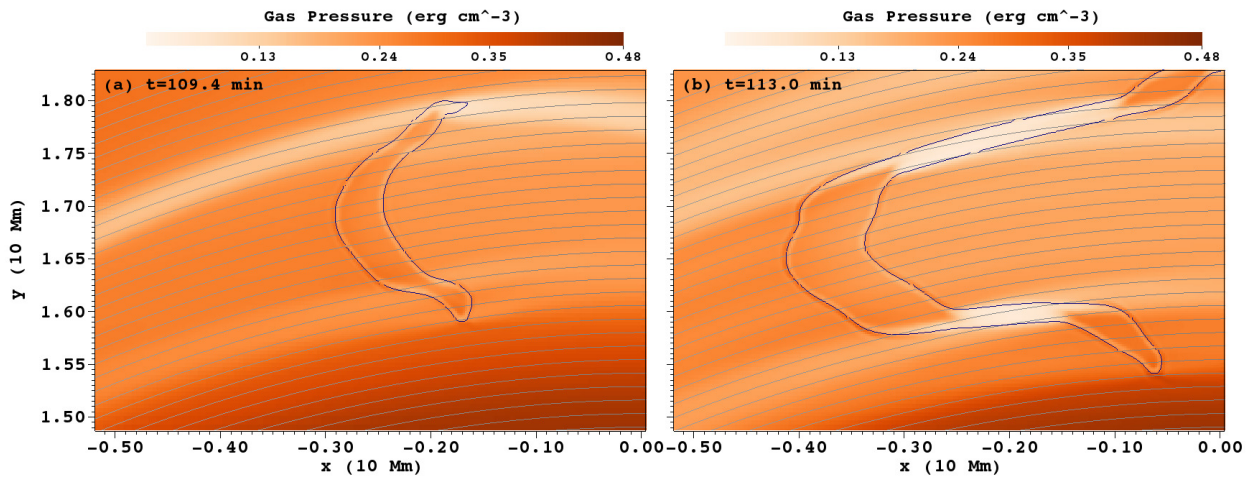 Gas Pressure (erg cm^-3)
0.13 0.24 0.35 0.48
(a) t=109.4 min
1.80
1.75
1.70
1.65
1.60
1.55
1.50
y (10 Mm)
-0.50 -0.40 -0.30 -0.20 -0.10 0.00
x (10 Mm)
Gas Pressure (erg cm^-3)
0.13 0.24 0.35 0.48
(b) t=113.0 min
-0.50 -0.40 -0.30 -0.20 -0.10 0.00
x (10 Mm)